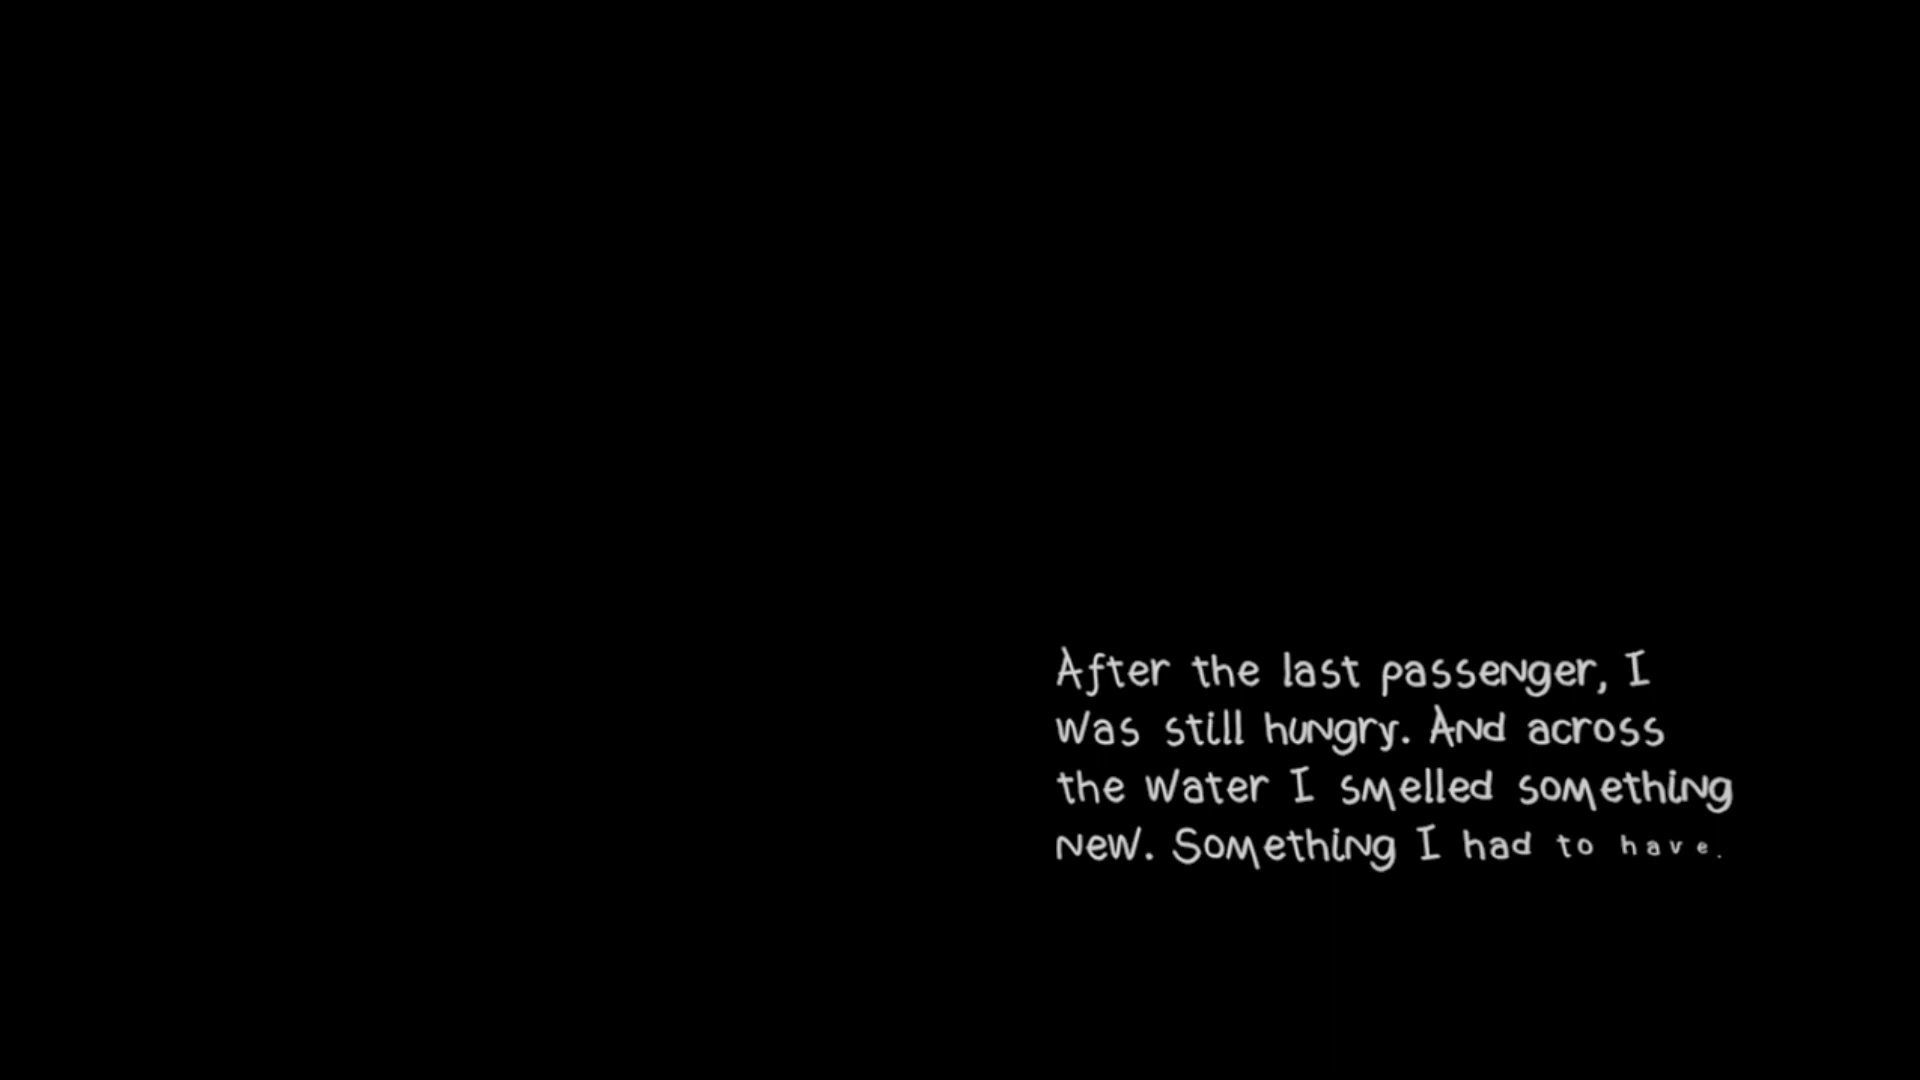 After the last passenger, I
was still hungry. And across
the water I smelled something
new. Something I had to have.